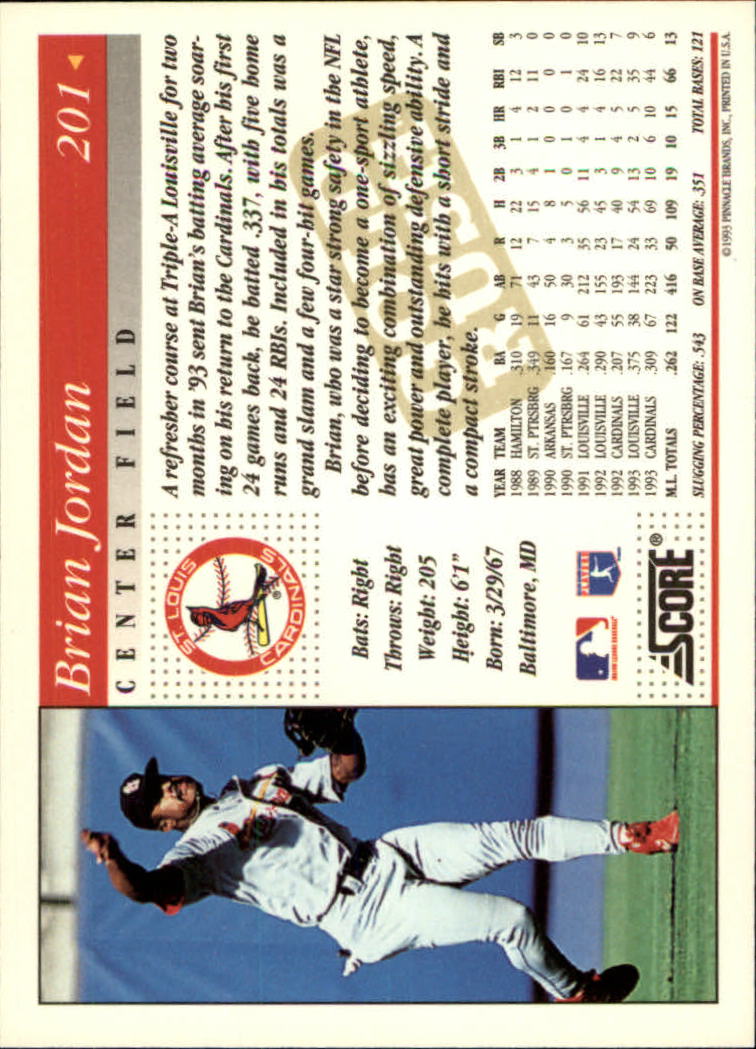 Brian Jordan 201
CENTER FIELD
ST. LOUIS
CARDINALS
®
Bats: Right
Throws: Right
Weight: 205
Height: 6'1"
Born: 3/29/67
Baltimore, MD
MAJOR LEAGUE BASEBALL
SCORE®
A refresher course at Triple-A Louisville for two
months in '93 sent Brian's batting average soar-
ing on his return to the Cardinals. After his first
24 games back, he batted .337, with five home
runs and 24 RBIs. Included in his totals was a
grand slam and a few four-hit games
Brian, who was a star strong safety in the NFL
before deciding to become a one-sport athlete,
has an exciting combination of sizzling speed,
great power and outstanding defensive ability. A
complete player, he hits with a short stride and
a compact stroke.
GOLD
RUSH
YEAR TEAM BA G AB R H 2B 3B HR RBI SB
1988 HAMILTON .310 19 71 12 22 3 1 4 12 3
1989 ST. PTRSBRG .349 11 43 7 15 4 1 2 11 0
1990 ARKANSAS .160 16 50 4 8 1 0 0 0 0
1990 ST. PTRSBRG .167 9 30 3 5 0 1 0 1 0
1991 LOUISVILLE .264 61 212 35 56 11 4 4 24 10
1992 LOUISVILLE .290 43 155 23 45 3 1 4 16 13
1992 CARDINALS .207 55 193 17 40 9 4 5 22 7
1993 LOUISVILLE .375 38 144 24 54 13 2 5 35 9
1993 CARDINALS .309 67 223 33 69 10 6 10 44 6
M.L. TOTALS .262 122 416 50 109 19 10 15 66 13
SLUGGING PERCENTAGE: .543 ON BASE AVERAGE: .351 TOTAL BASES: 121
©1993 PINNACLE BRANDS, INC., PRINTED IN U.S.A.